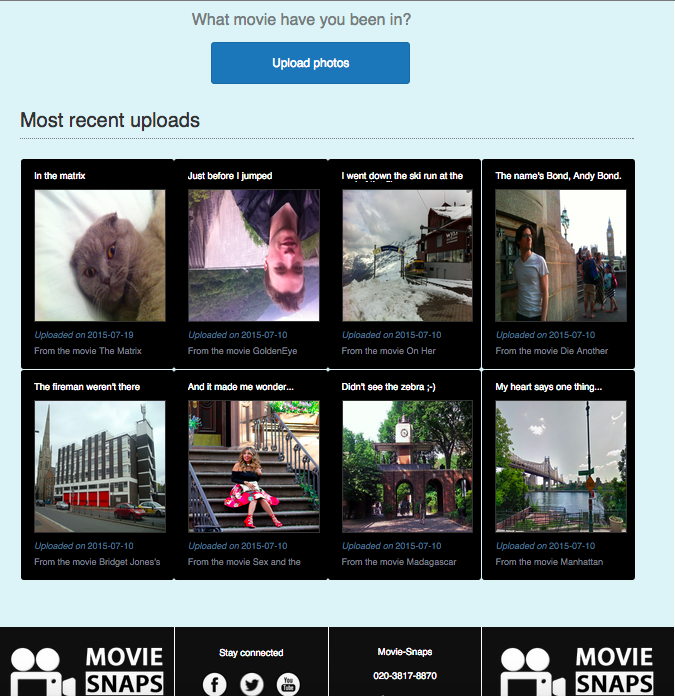 What movie have you been in?
Upload photos
Most recent uploads
In the matrix
Just before I jumped
I went down the ski run at the
The name's Bond, Andy Bond.
Uploaded on 2015-07-19
Uploaded on 2015-07-10
Uploaded on 2015-07-10
Uploaded on 2015-07-10
From the movie The Matrix
From the movie GoldenEye
From the movie On Her
From the movie Die Another
The fireman weren't there
And it made me wonder...
Didn't see the zebra ;-)
My heart says one thing...
Uploaded on 2015-07-10
Uploaded on 2015-07-10
Uploaded on 2015-07-10
Uploaded on 2015-07-10
From the movie Bridget Jones's
From the movie Sex and the
From the movie Madagascar
From the movie Manhattan
MOVIE
SNAPS
Stay connected
You
Tube
Movie-Snaps
020-3817-8870
MOVIE
SNAPS